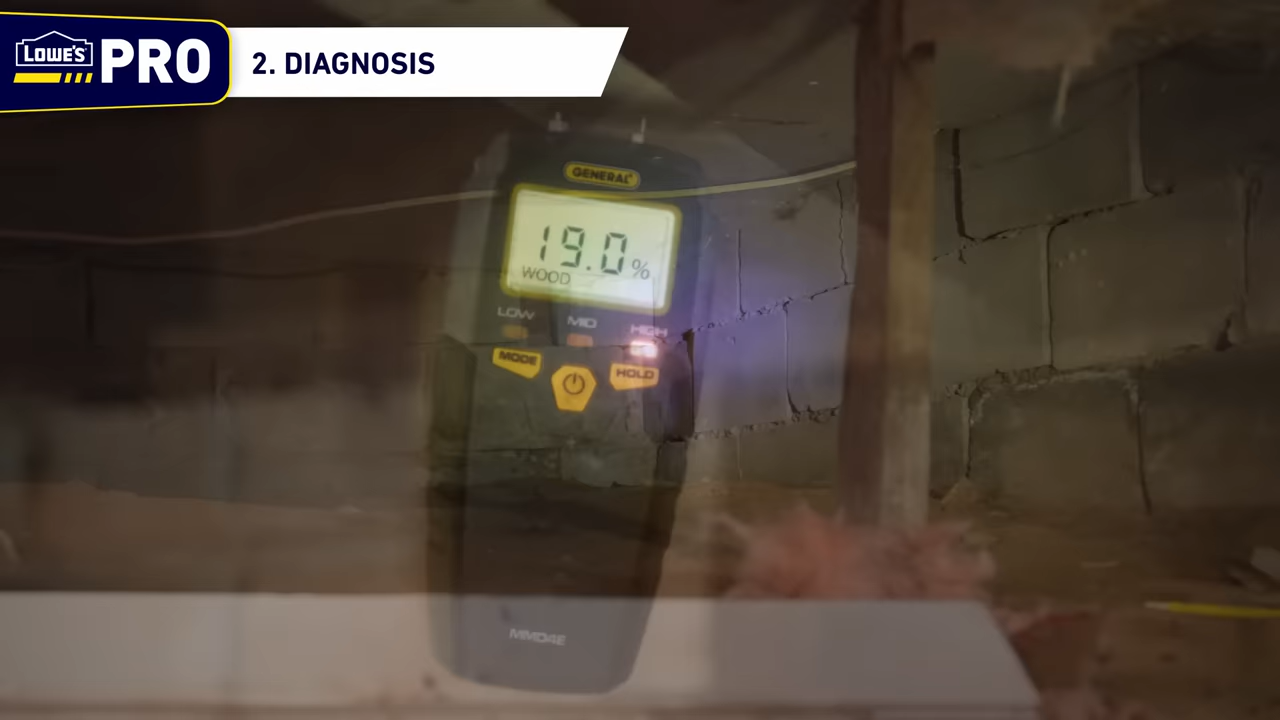 LOWE'S PRO
2. DIAGNOSIS
GENERAL
19.0%
WOOD
LOW MID HIGH
MODE HOLD
MMD4E